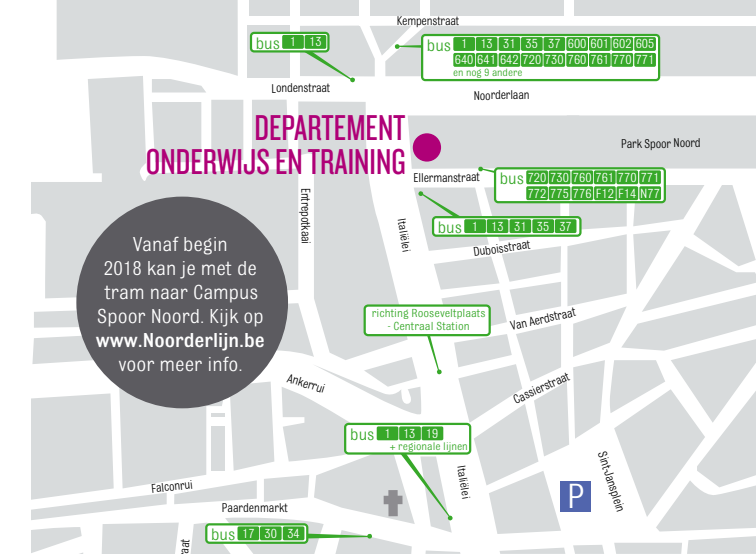 Kempenstraat
bus 1 13
bus 1 13 31 35 37 600 601 602 605
640 641 642 720 730 760 761 770 771
en nog 9 andere
Londenstraat
Noorderlaan
DEPARTEMENT
ONDERWIJS EN TRAINING
Park Spoor Noord
Ellermanstraat
bus 720 730 760 761 770 771
772 775 776 F12 F14 N77
Entrepotkaai
Italiëlei
bus 1 13 31 35 37
Duboisstraat
Vanaf begin
2018 kan je met de
tram naar Campus
Spoor Noord. Kijk op
www.Noorderlijn.be
voor meer info.
richting Rooseveltplaats
- Centraal Station
Van Aerdstraat
Ankerrui
Cassierstraat
bus 1 13 19
+ regionale lijnen
Italiëlei
Sint-Jansplein
Falconrui
P
Paardenmarkt
bus 17 30 34
raat